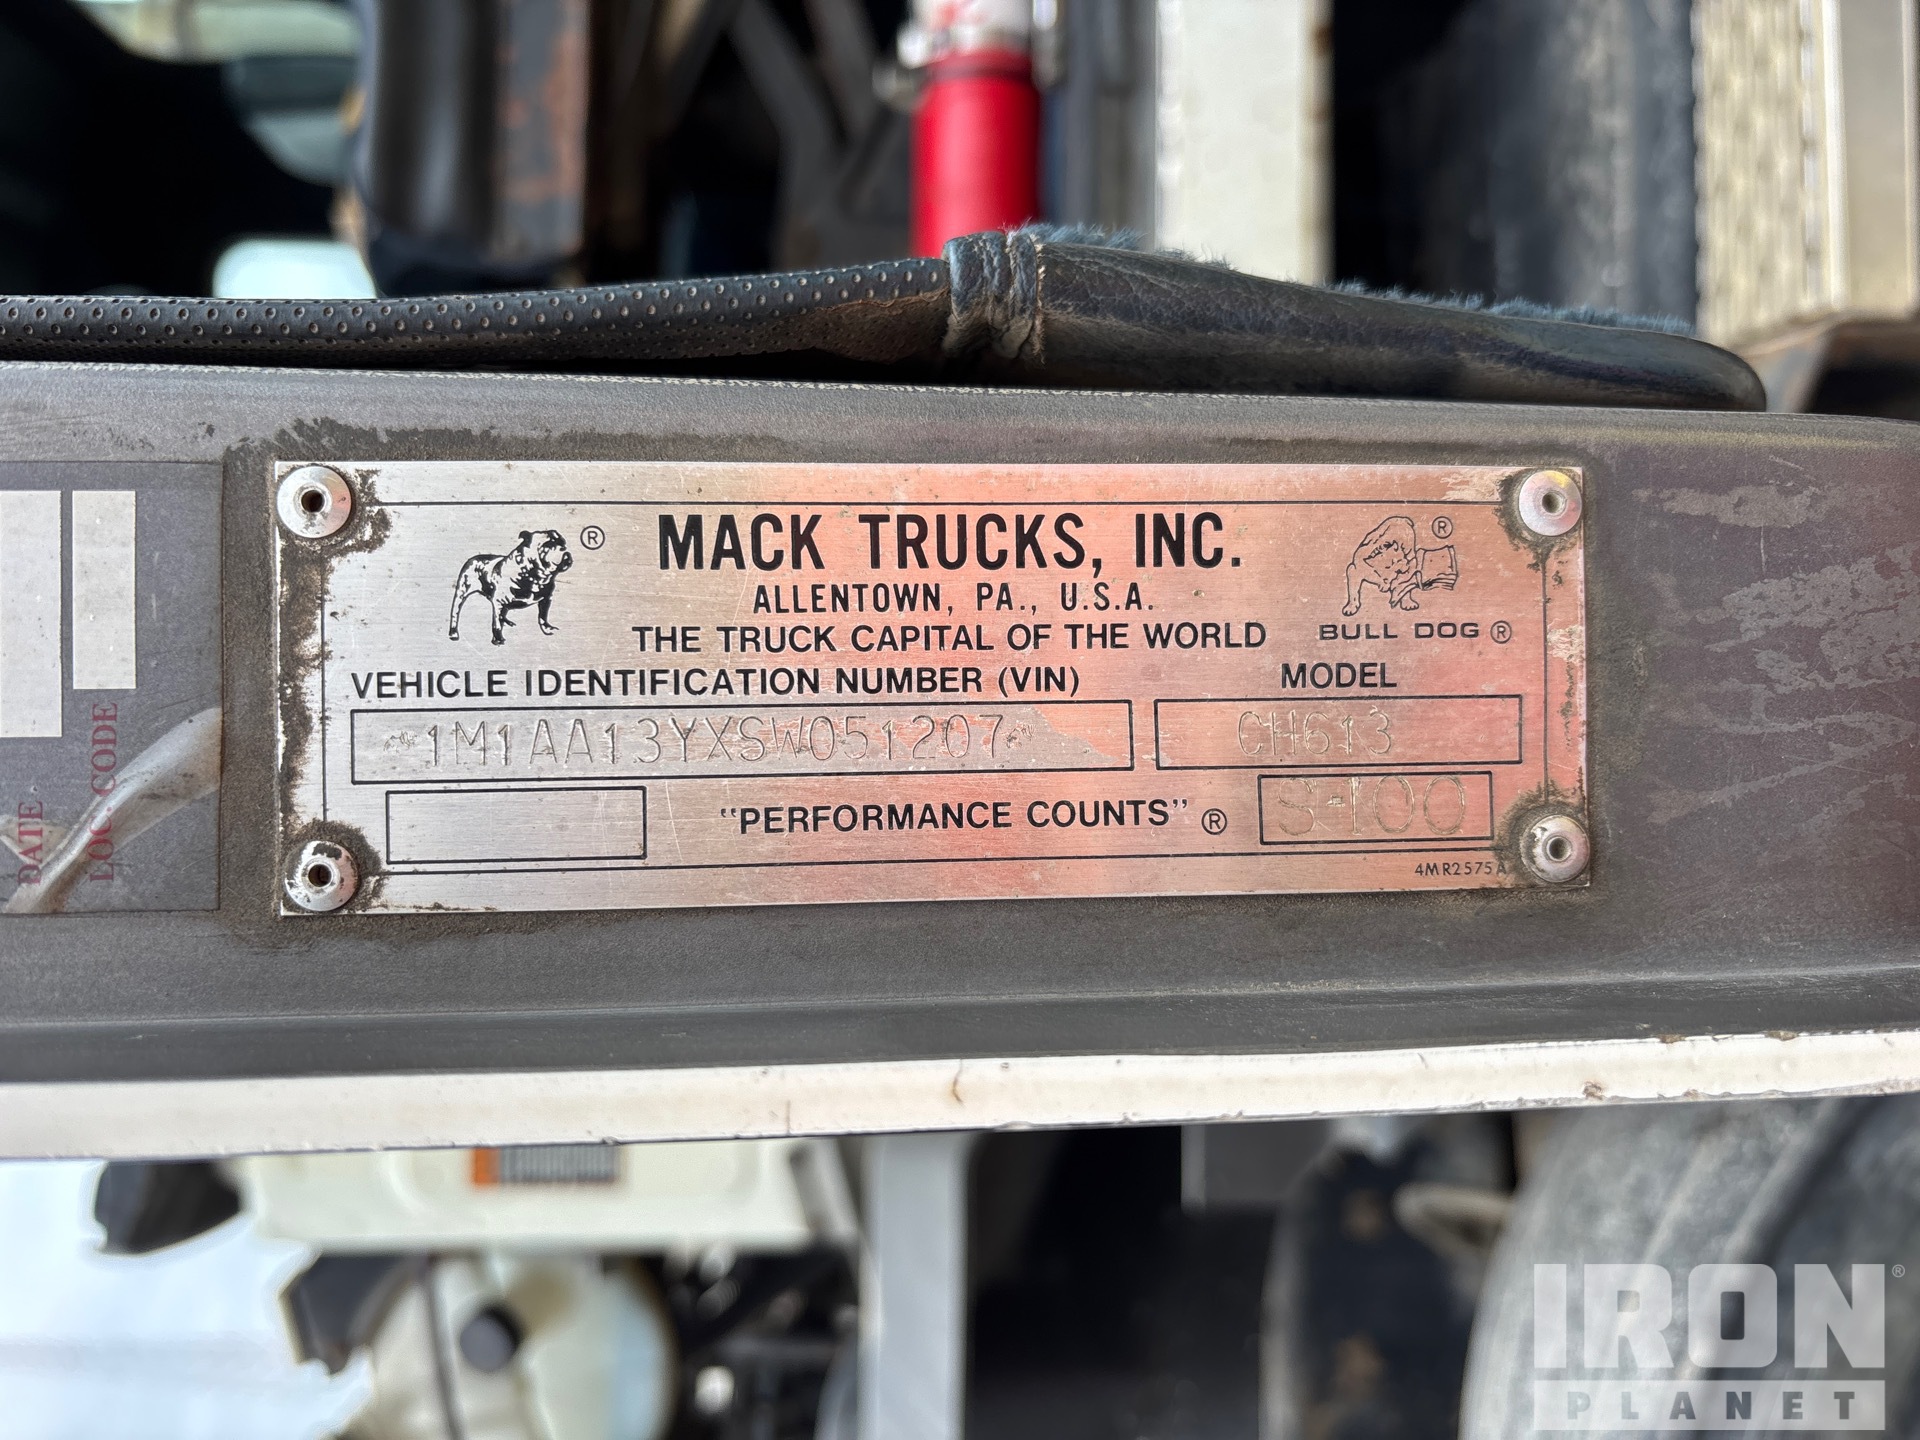 ® MACK TRUCKS, INC. ®
ALLENTOWN, PA., U.S.A.
THE TRUCK CAPITAL OF THE WORLD
BULL DOG ®
VEHICLE IDENTIFICATION NUMBER (VIN)
MODEL
1M1AA13YXSW051207
CH613
"PERFORMANCE COUNTS" ®
S-100
4MR2575A
DATE
LOC. CODE
IRON ®
PLANET